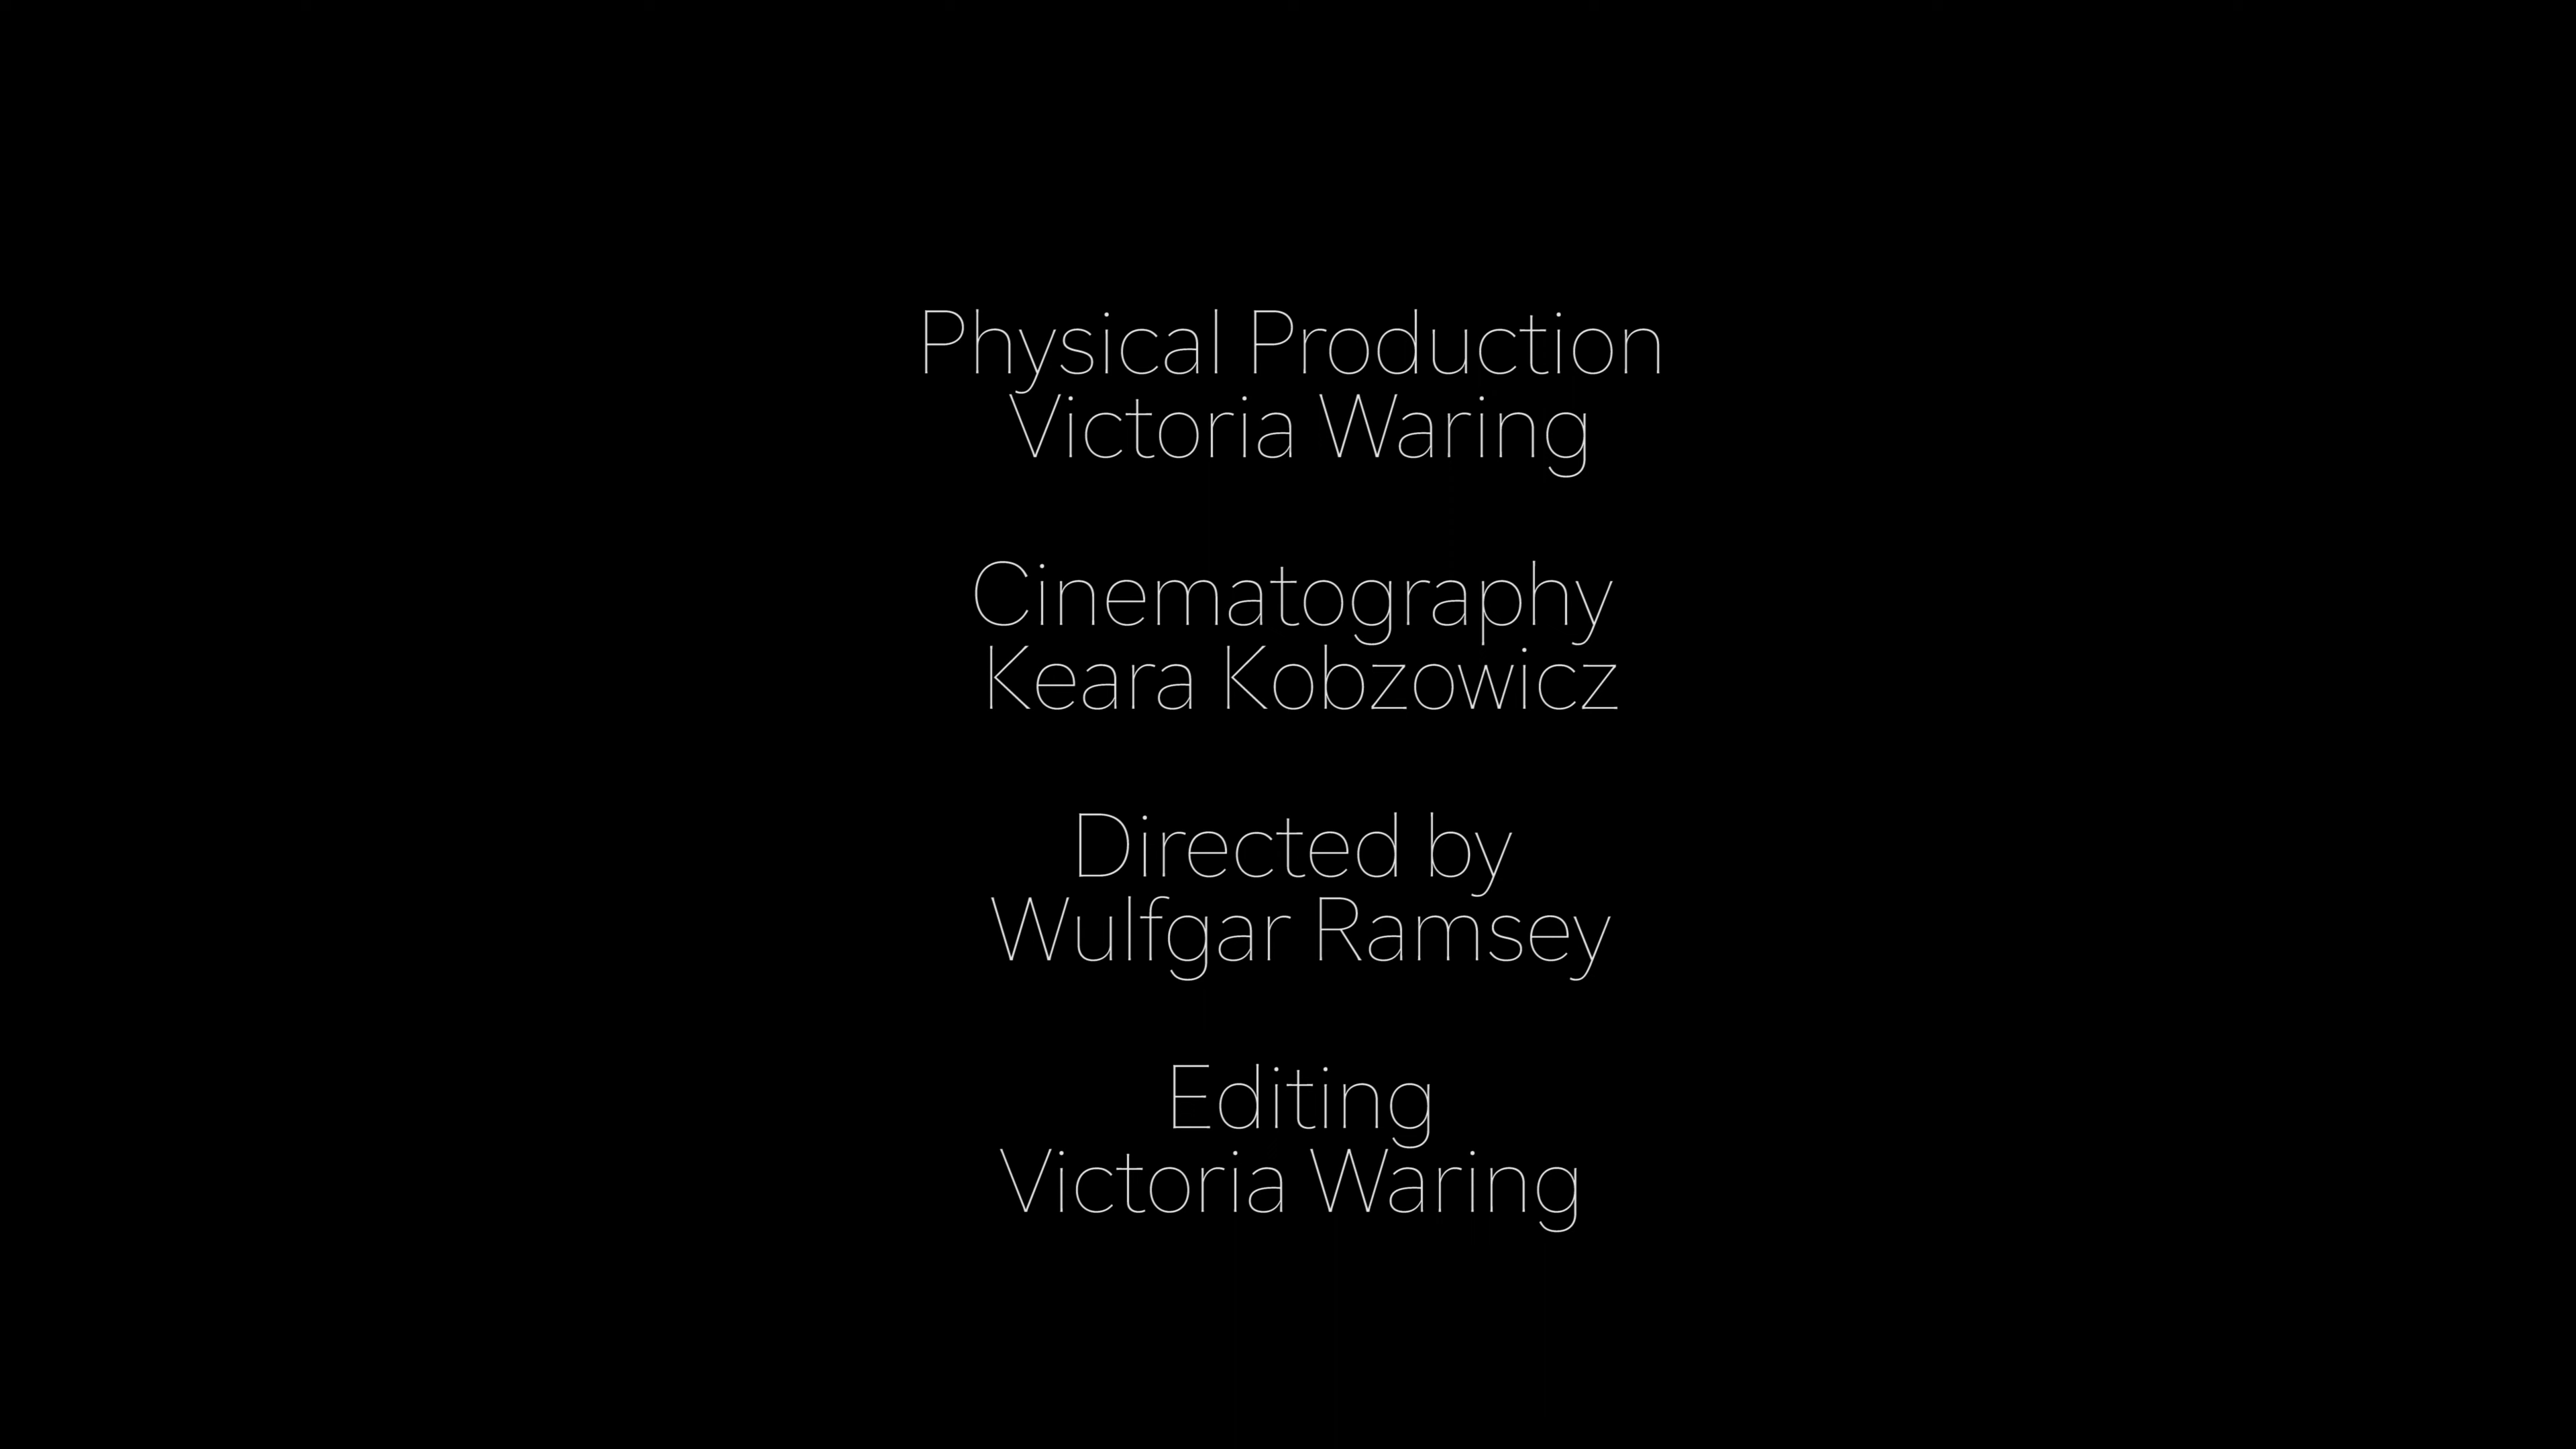 Physical Production
Victoria Waring
Cinematography
Keara Kobzowicz
Directed by
Wulfgar Ramsey
Editing
Victoria Waring